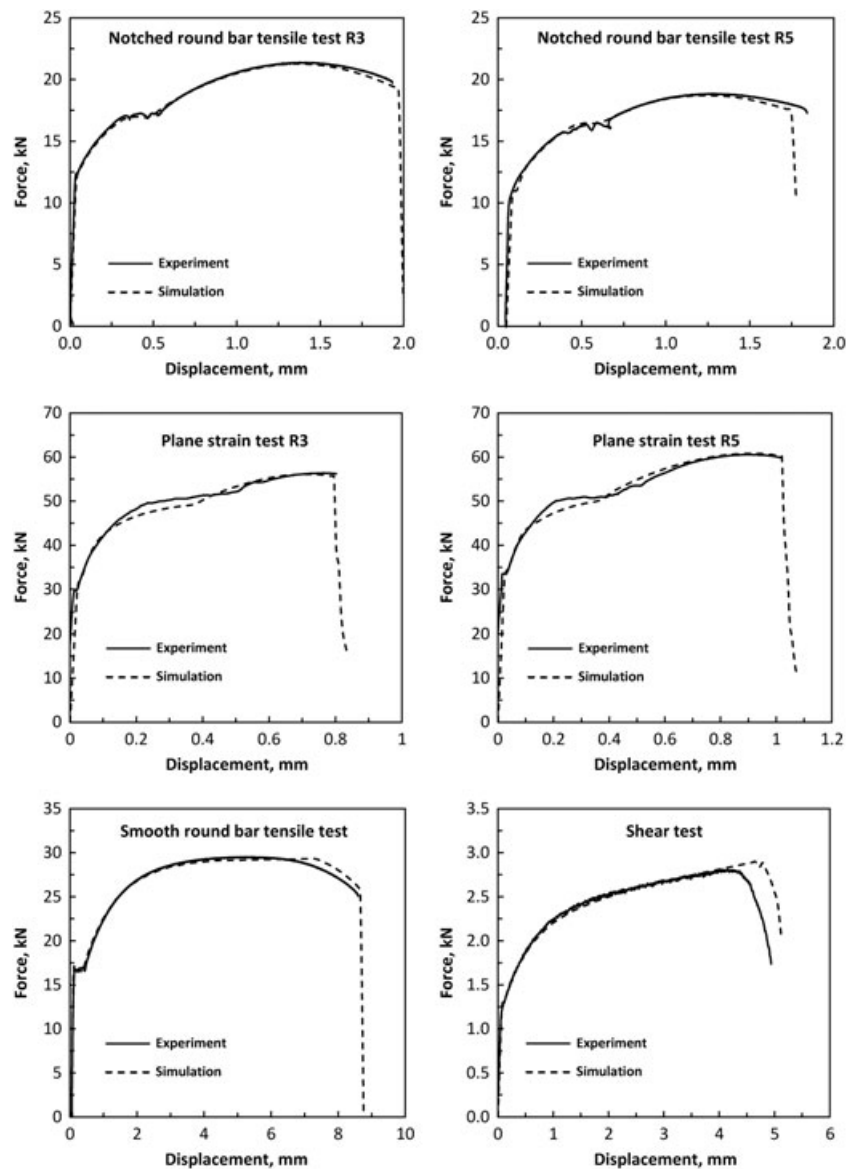 Notched round bar tensile test R3
Force, kN
25
20
15
10
5
0
Experiment
Simulation
0.0 0.5 1.0 1.5 2.0
Displacement, mm
Notched round bar tensile test R5
Force, kN
25
20
15
10
5
0
Experiment
Simulation
0.0 0.5 1.0 1.5 2.0
Displacement, mm
Plane strain test R3
Force, kN
70
60
50
40
30
20
10
0
Experiment
Simulation
0 0.2 0.4 0.6 0.8 1
Displacement, mm
Plane strain test R5
Force, kN
70
60
50
40
30
20
10
0
Experiment
Simulation
0 0.2 0.4 0.6 0.8 1 1.2
Displacement, mm
Smooth round bar tensile test
Force, kN
35
30
25
20
15
10
5
0
Experiment
Simulation
0 2 4 6 8 10
Displacement, mm
Shear test
Force, kN
3.5
3.0
2.5
2.0
1.5
1.0
0.5
0.0
Experiment
Simulation
0 1 2 3 4 5 6
Displacement, mm